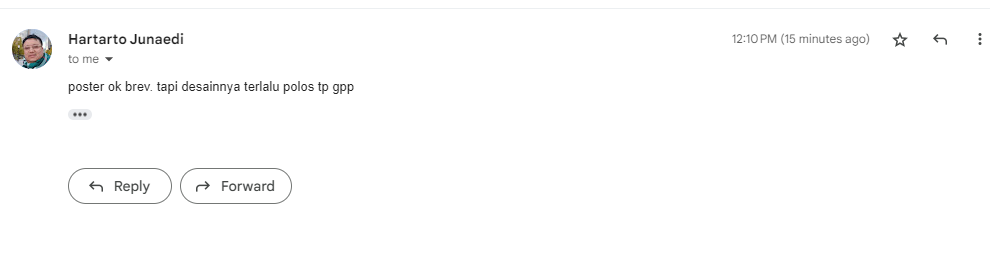 Hartarto Junaedi
12:10 PM (15 minutes ago)
to me
poster ok brev. tapi desainnya terlalu polos tp gpp
Reply
Forward